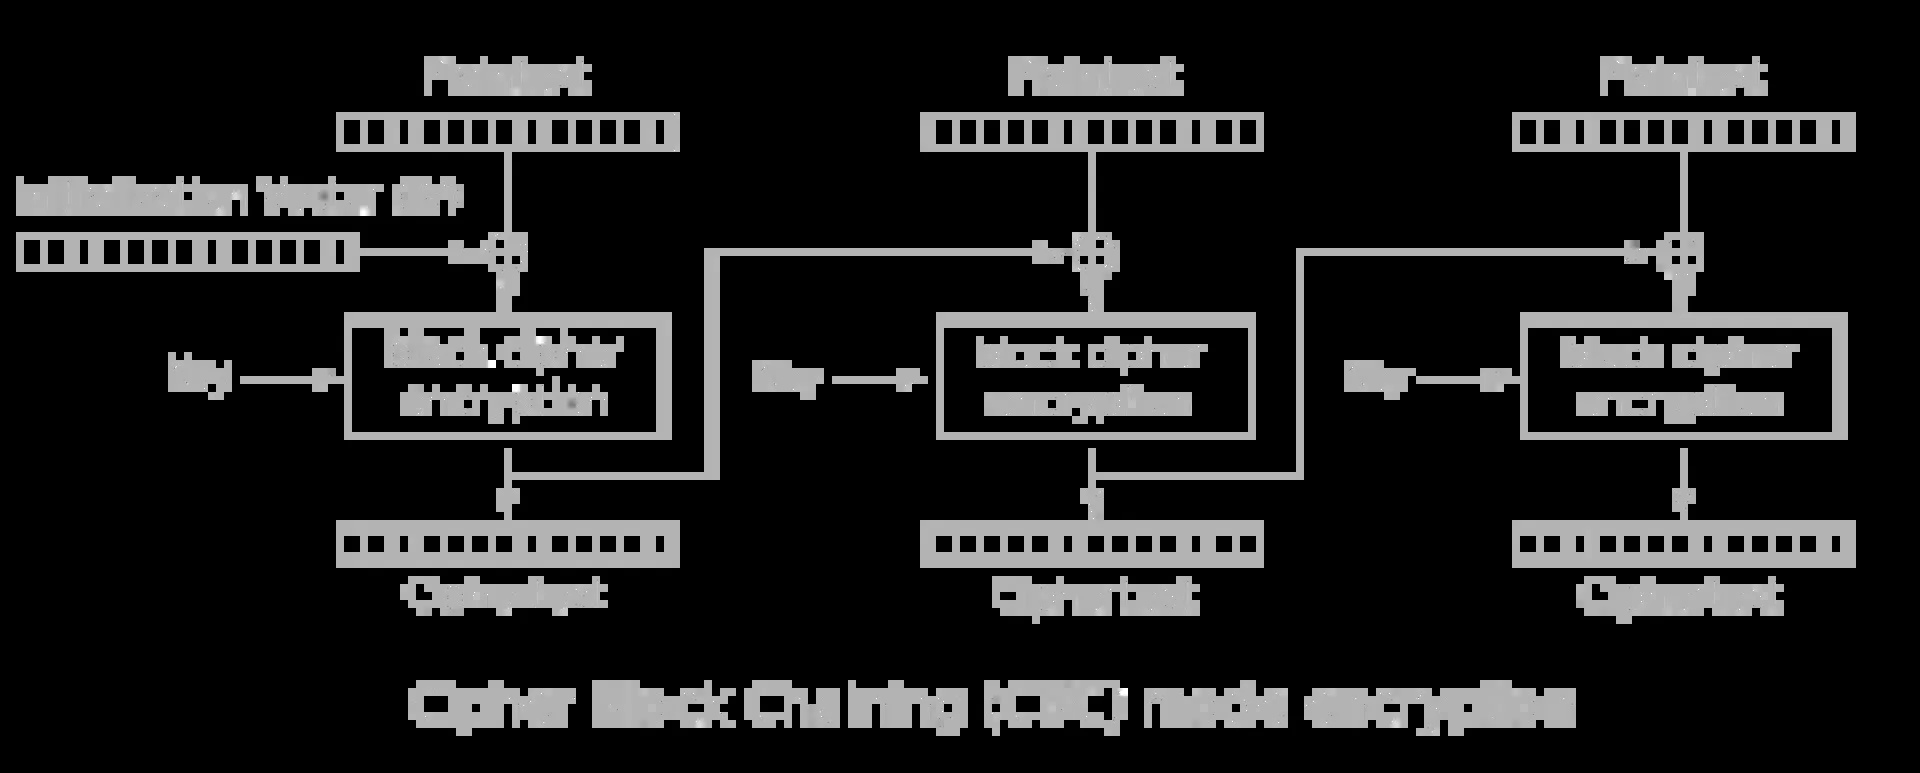 Plaintext Plaintext Plaintext
Initialization Vector (IV)
Key block cipher encryption Key block cipher encryption Key block cipher encryption
Ciphertext Ciphertext Ciphertext
Cipher Block Chaining (CBC) mode encryption